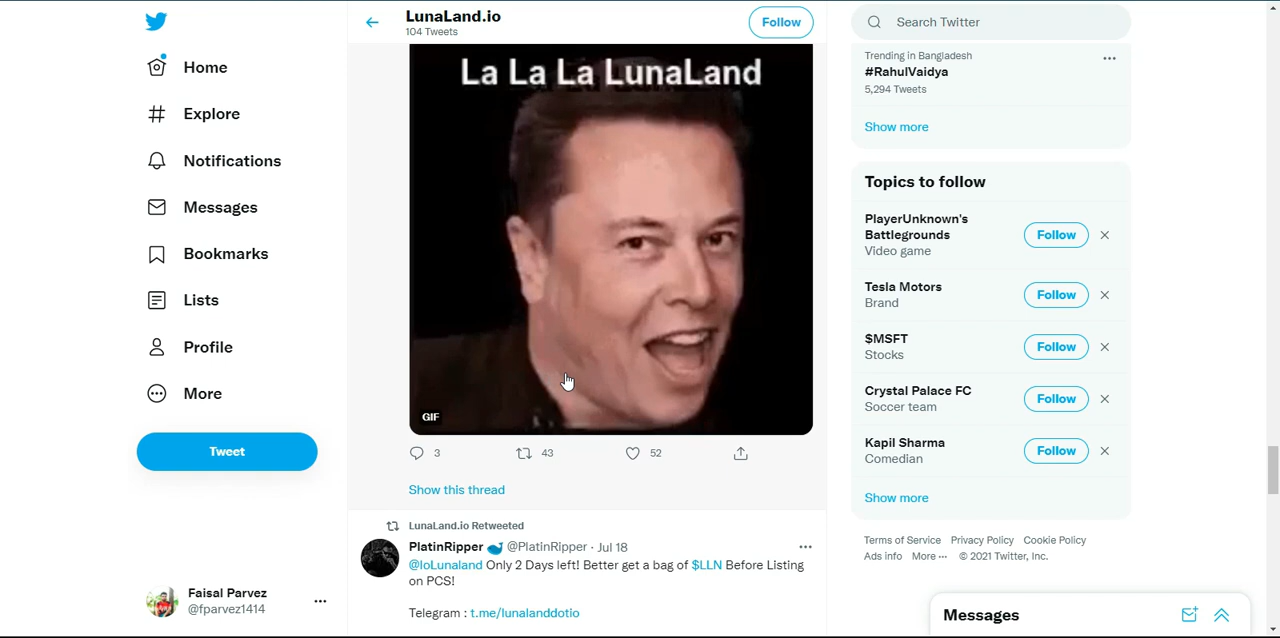 Home
Explore
Notifications
Messages
Bookmarks
Lists
Profile
More
Tweet
Faisal Parvez
@fparvez1414
LunaLand.io
104 Tweets
Follow
La La La LunaLand
GIF
3
43
52
Show this thread
LunaLand.io Retweeted
PlatinRipper @PlatinRipper · Jul 18
@IoLunaland Only 2 Days left! Better get a bag of $LLN Before Listing
on PCS!
Telegram : t.me/lunalanddotio
Search Twitter
Trending in Bangladesh
#RahulVaidya
5,294 Tweets
Show more
Topics to follow
PlayerUnknown's
Battlegrounds
Video game
Follow
Tesla Motors
Brand
Follow
$MSFT
Stocks
Follow
Crystal Palace FC
Soccer team
Follow
Kapil Sharma
Comedian
Follow
Show more
Terms of Service Privacy Policy Cookie Policy
Ads info More ··· © 2021 Twitter, Inc.
Messages